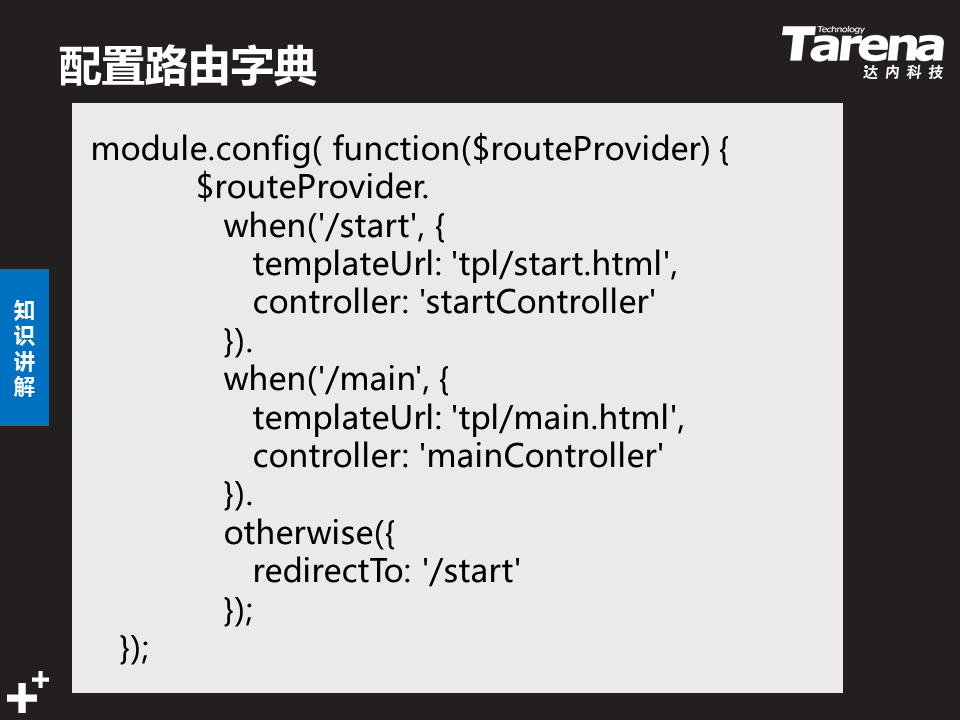 配置路由字典
Technology
Tarena
达内科技
module.config( function($routeProvider) {
$routeProvider.
when('/start', {
templateUrl: 'tpl/start.html',
controller: 'startController'
}).
when('/main', {
templateUrl: 'tpl/main.html',
controller: 'mainController'
}).
otherwise({
redirectTo: '/start'
});
});
知
识
讲
解